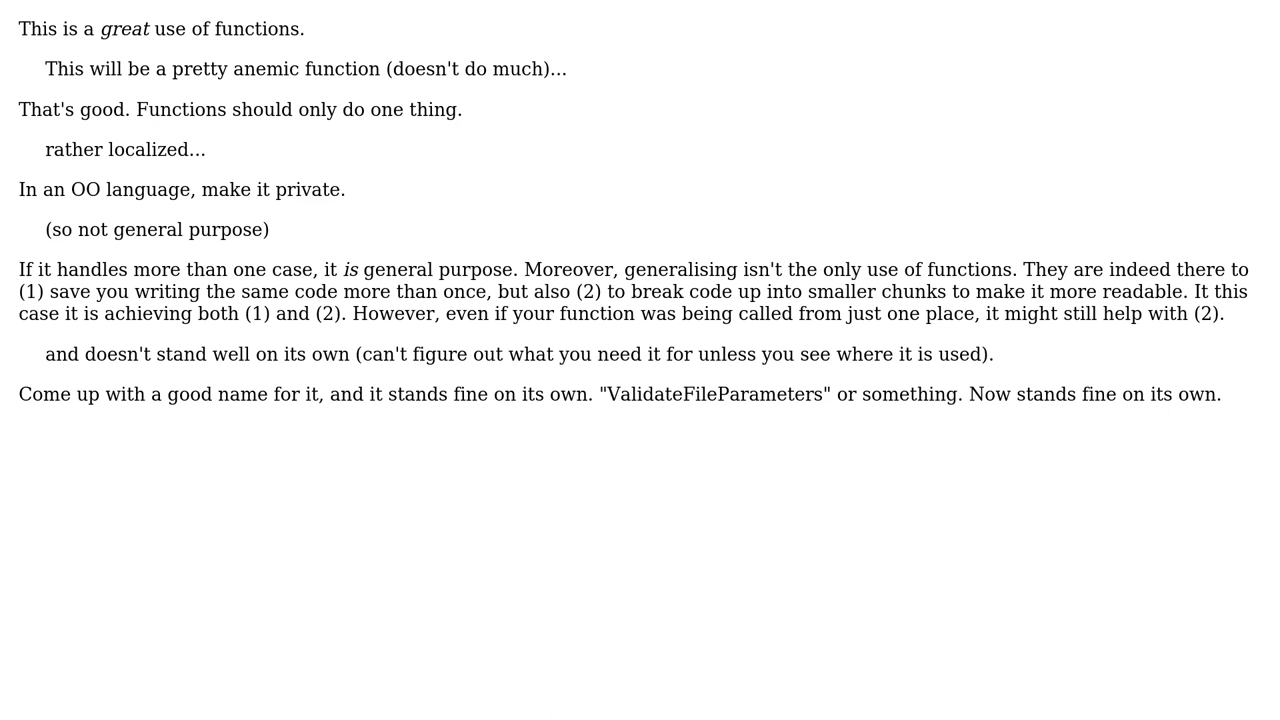 This is a great use of functions.
This will be a pretty anemic function (doesn't do much)...
That's good. Functions should only do one thing.
rather localized...
In an OO language, make it private.
(so not general purpose)
If it handles more than one case, it is general purpose. Moreover, generalising isn't the only use of functions. They are indeed there to
(1) save you writing the same code more than once, but also (2) to break code up into smaller chunks to make it more readable. It this
case it is achieving both (1) and (2). However, even if your function was being called from just one place, it might still help with (2).
and doesn't stand well on its own (can't figure out what you need it for unless you see where it is used).
Come up with a good name for it, and it stands fine on its own. "ValidateFileParameters" or something. Now stands fine on its own.